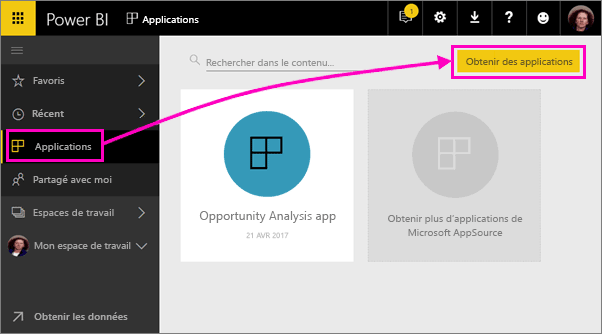 Power BI
Applications
1
?
Favoris
Récent
Applications
Partagé avec moi
Espaces de travail
Mon espace de travail
Obtenir les données
Rechercher dans le contenu...
Obtenir des applications
Opportunity Analysis app
21 AVR 2017
Obtenir plus d'applications de
Microsoft AppSource